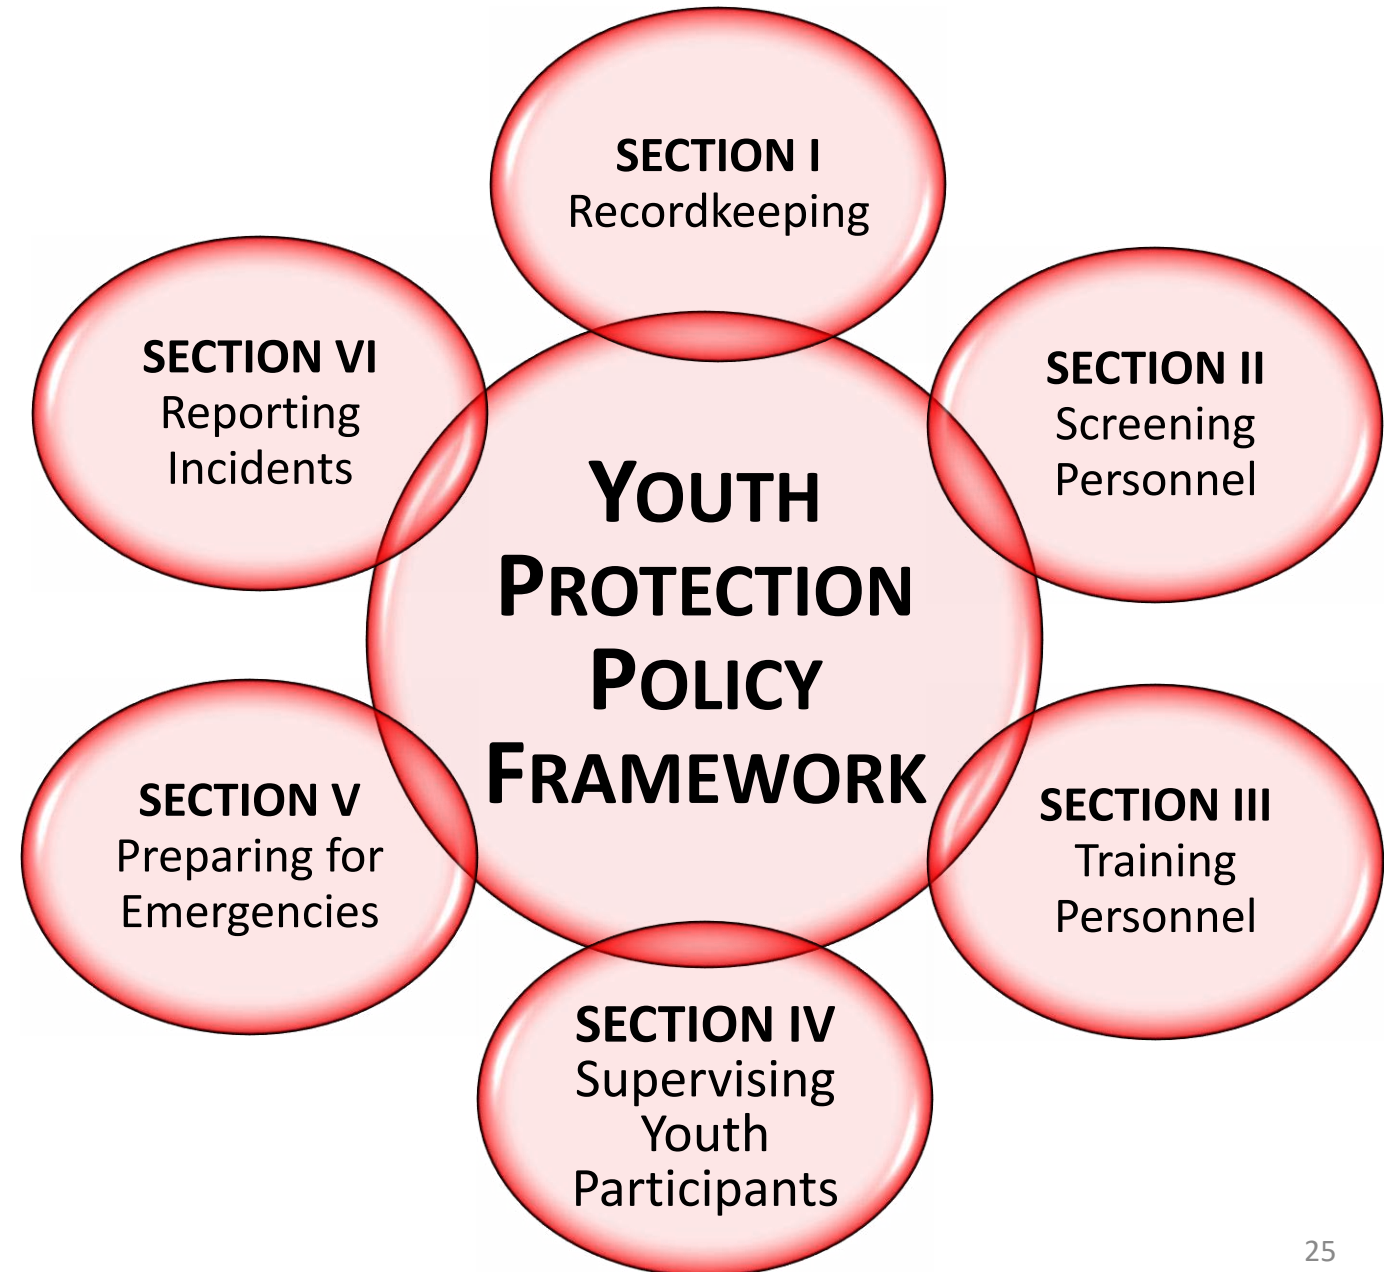 SECTION I
Recordkeeping
SECTION II
Screening
Personnel
SECTION III
Training
Personnel
SECTION IV
Supervising
Youth
Participants
SECTION V
Preparing for
Emergencies
SECTION VI
Reporting
Incidents
YOUTH
PROTECTION
POLICY
FRAMEWORK
25